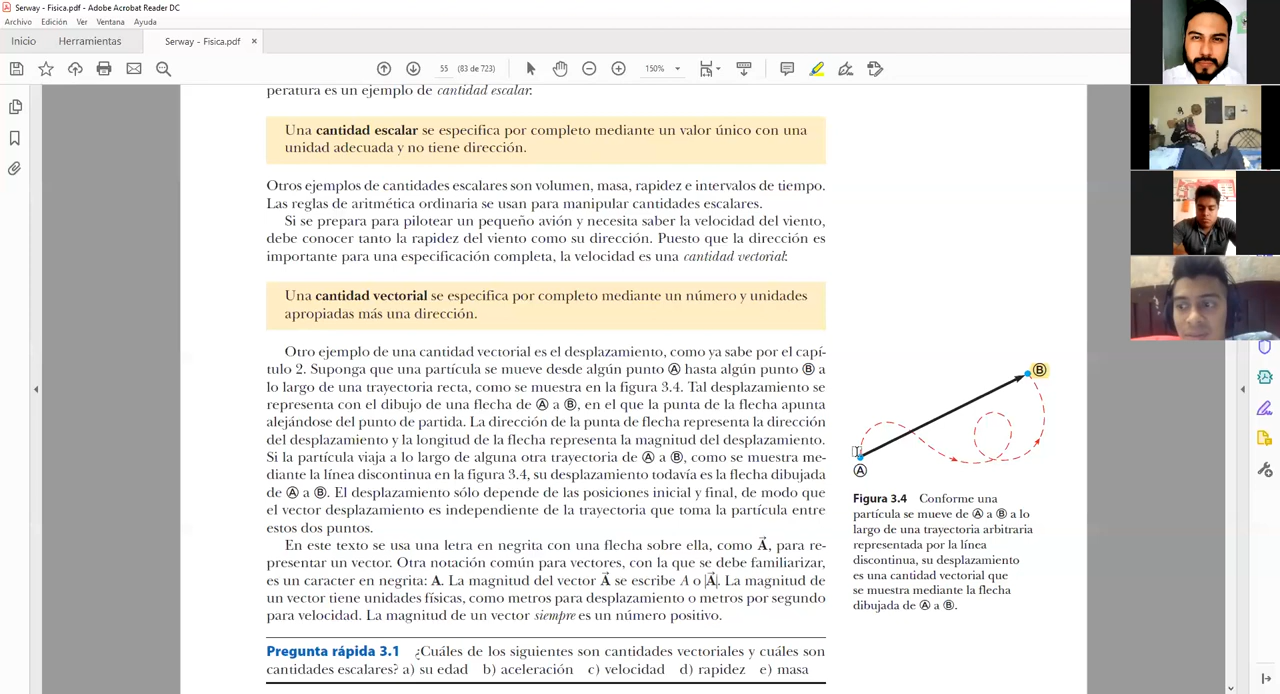 Serway - Fisica.pdf - Adobe Acrobat Reader DC
Archivo Edición Ver Ventana Ayuda
Inicio Herramientas Serway - Fisica.pdf ×
55 (83 de 723) 150%
peratura es un ejemplo de cantidad escalar:
Una cantidad escalar se especifica por completo mediante un valor único con una
unidad adecuada y no tiene dirección.
Otros ejemplos de cantidades escalares son volumen, masa, rapidez e intervalos de tiempo.
Las reglas de aritmética ordinaria se usan para manipular cantidades escalares.
Si se prepara para pilotear un pequeño avión y necesita saber la velocidad del viento,
debe conocer tanto la rapidez del viento como su dirección. Puesto que la dirección es
importante para una especificación completa, la velocidad es una cantidad vectorial:
Una cantidad vectorial se especifica por completo mediante un número y unidades
apropiadas más una dirección.
Otro ejemplo de una cantidad vectorial es el desplazamiento, como ya sabe por el capí-
tulo 2. Suponga que una partícula se mueve desde algún punto Ⓐ hasta algún punto Ⓑ a
lo largo de una trayectoria recta, como se muestra en la figura 3.4. Tal desplazamiento se
representa con el dibujo de una flecha de Ⓐ a Ⓑ, en el que la punta de la flecha apunta
alejándose del punto de partida. La dirección de la punta de flecha representa la dirección
del desplazamiento y la longitud de la flecha representa la magnitud del desplazamiento.
Si la partícula viaja a lo largo de alguna otra trayectoria de Ⓐ a Ⓑ, como se muestra me-
diante la línea discontinua en la figura 3.4, su desplazamiento todavía es la flecha dibujada
de Ⓐ a Ⓑ. El desplazamiento sólo depende de las posiciones inicial y final, de modo que
el vector desplazamiento es independiente de la trayectoria que toma la partícula entre
estos dos puntos.
En este texto se usa una letra en negrita con una flecha sobre ella, como A⃗, para re-
presentar un vector. Otra notación común para vectores, con la que se debe familiarizar,
es un caracter en negrita: A. La magnitud del vector A⃗ se escribe A o |A⃗|. La magnitud de
un vector tiene unidades físicas, como metros para desplazamiento o metros por segundo
para velocidad. La magnitud de un vector siempre es un número positivo.
Pregunta rápida 3.1 ¿Cuáles de los siguientes son cantidades vectoriales y cuáles son
cantidades escalares? a) su edad b) aceleración c) velocidad d) rapidez e) masa
Ⓑ
Ⓐ
Figura 3.4 Conforme una
partícula se mueve de Ⓐ a Ⓑ a lo
largo de una trayectoria arbitraria
representada por la línea
discontinua, su desplazamiento
es una cantidad vectorial que
se muestra mediante la flecha
dibujada de Ⓐ a Ⓑ.